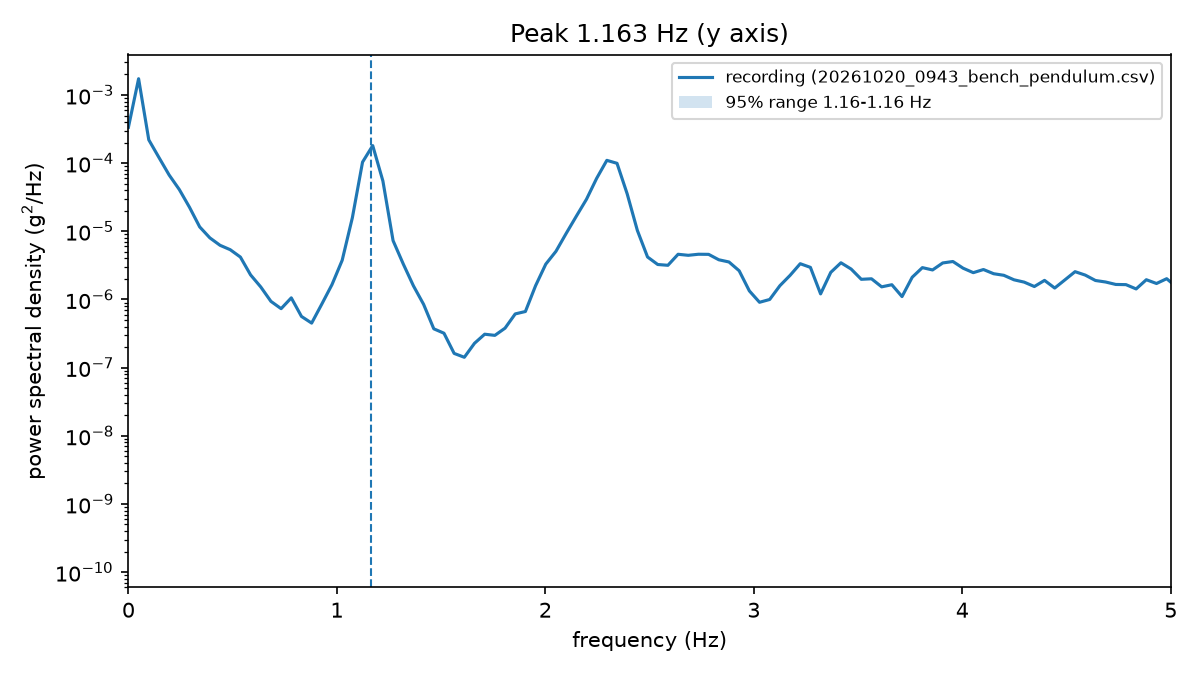 Peak 1.163 Hz (y axis)
recording (20261020_0943_bench_pendulum.csv)
95% range 1.16-1.16 Hz
power spectral density (g²/Hz)
10⁻³
10⁻⁴
10⁻⁵
10⁻⁶
10⁻⁷
10⁻⁸
10⁻⁹
10⁻¹⁰
0 1 2 3 4 5
frequency (Hz)